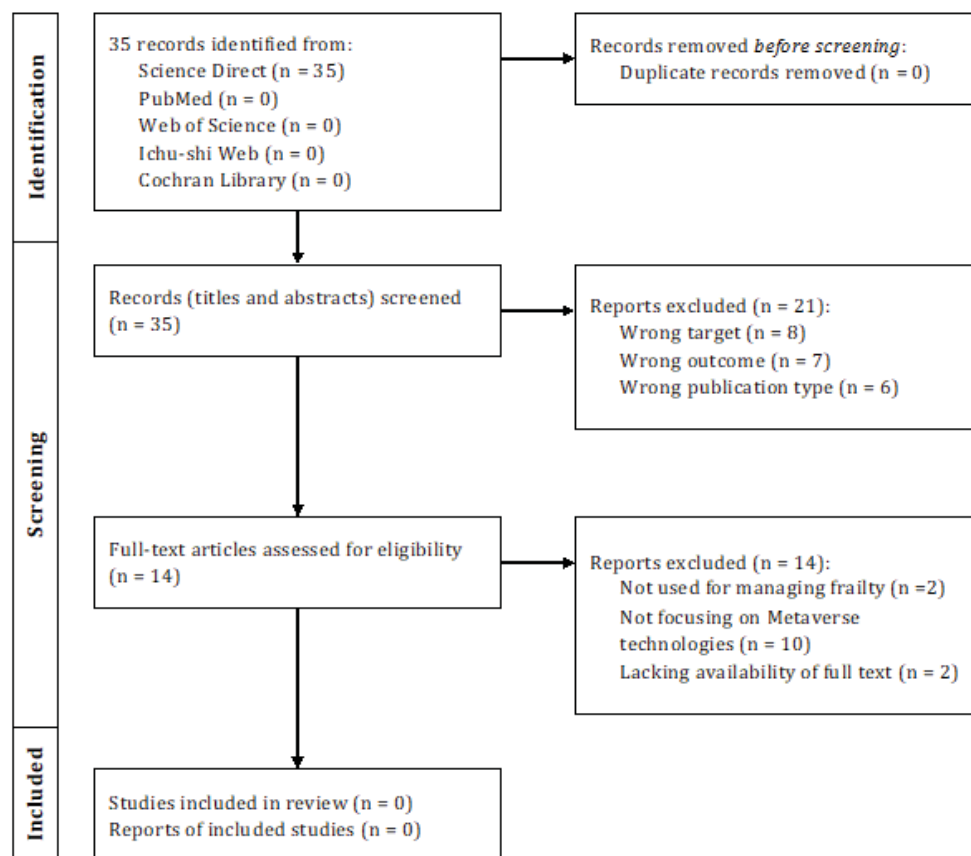 Identification
35 records identified from:
Science Direct (n = 35)
PubMed (n = 0)
Web of Science (n = 0)
Ichu-shi Web (n = 0)
Cochran Library (n = 0)
Records removed before screening:
Duplicate records removed (n = 0)
Screening
Records (titles and abstracts) screened
(n = 35)
Reports excluded (n = 21):
Wrong target (n = 8)
Wrong outcome (n = 7)
Wrong publication type (n = 6)
Full-text articles assessed for eligibility
(n = 14)
Reports excluded (n = 14):
Not used for managing frailty (n =2)
Not focusing on Metaverse
technologies (n = 10)
Lacking availability of full text (n = 2)
Included
Studies included in review (n = 0)
Reports of included studies (n = 0)